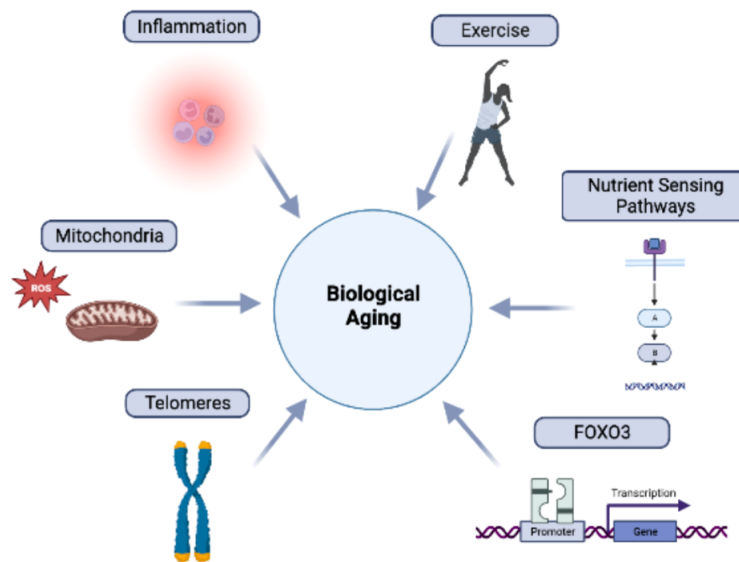 Inflammation
Exercise
Nutrient Sensing
Pathways
Mitochondria
ROS
Biological
Aging
A
B
Telomeres
FOXO3
Transcription
Promoter
Gene